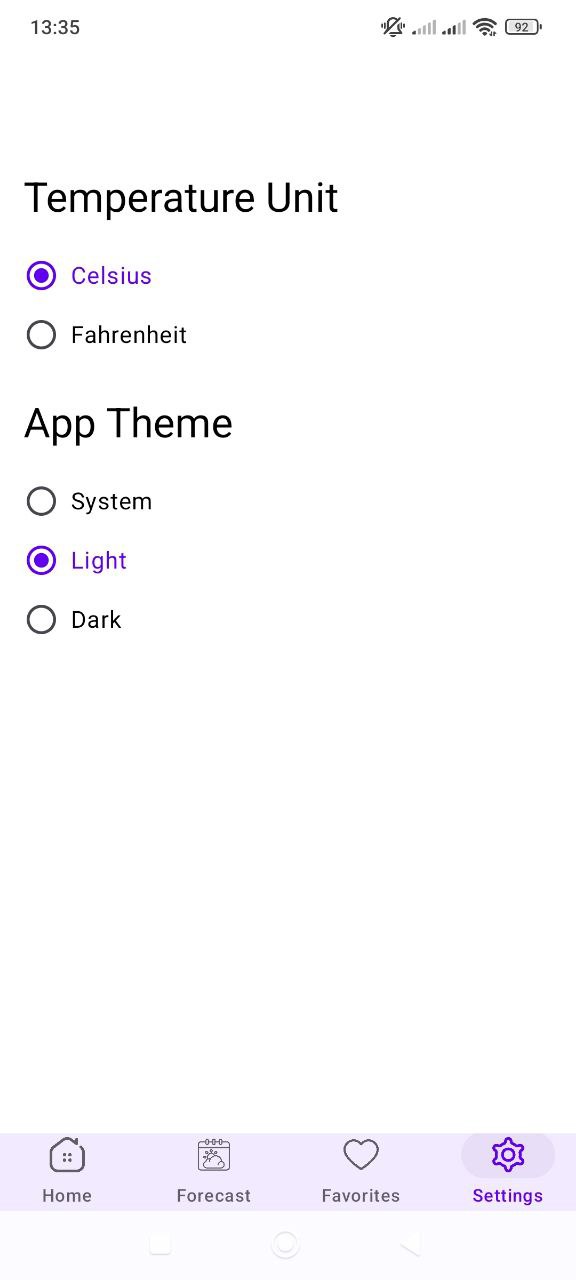 13:35
92
Temperature Unit
Celsius
Fahrenheit
App Theme
System
Light
Dark
Home
Forecast
Favorites
Settings